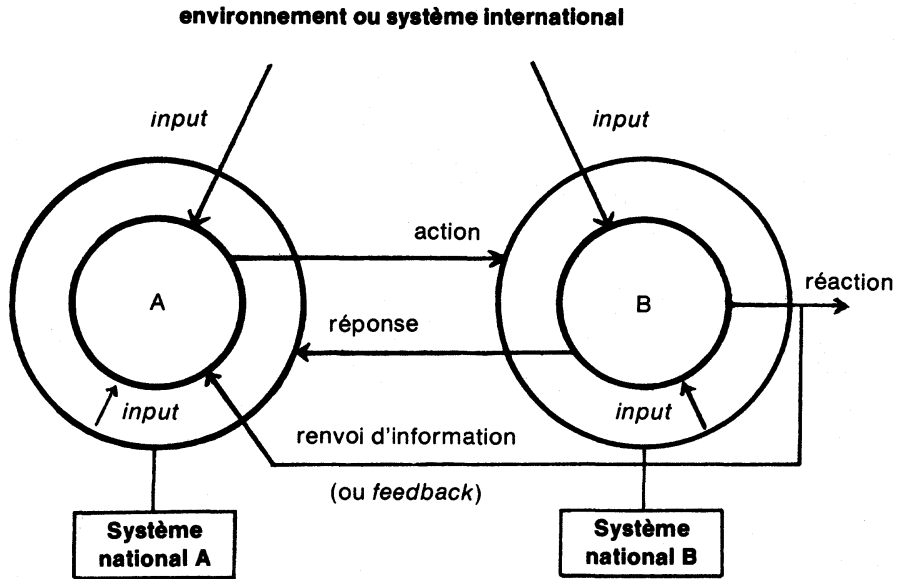 environnement ou système international
input
input
action
réaction
A
B
réponse
input
input
renvoi d'information
(ou feedback)
Système
national A
Système
national B